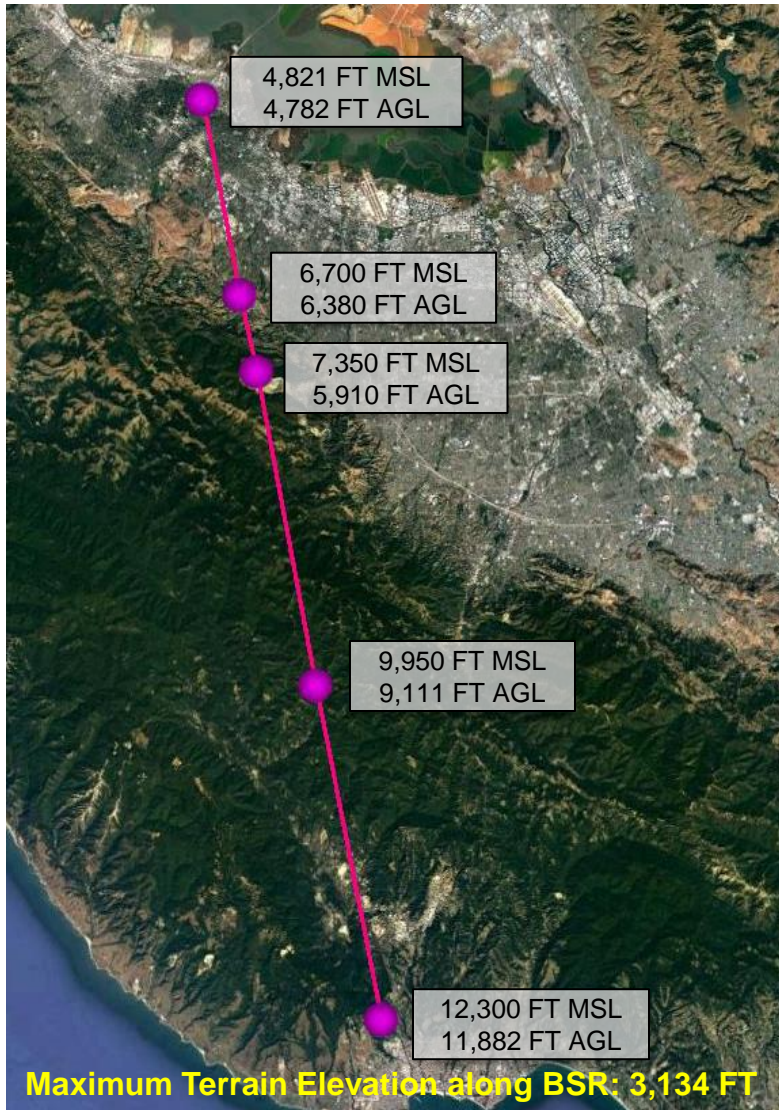 4,821 FT MSL
4,782 FT AGL
6,700 FT MSL
6,380 FT AGL
7,350 FT MSL
5,910 FT AGL
9,950 FT MSL
9,111 FT AGL
12,300 FT MSL
11,882 FT AGL
Maximum Terrain Elevation along BSR: 3,134 FT